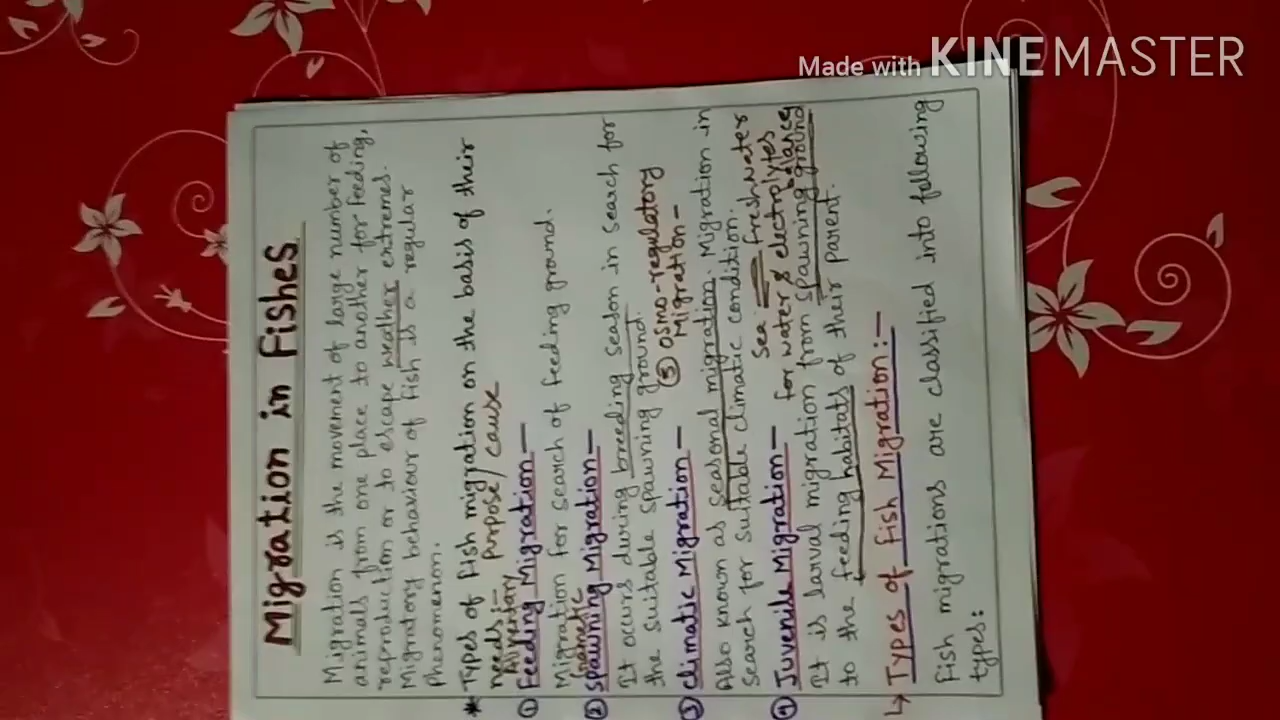 Made with KINEMASTER
Migration in Fishes
Migration is the movement of large number of
animals from one place to another for feeding,
reproduction or to escape weather extremes.
Migratory behaviour of fish is a regular
Phenomenon.
* Types of fish migration on the basis of their
needs :- Purpose/cause
Alimentary
① Feeding Migration -
Migration for search of feeding ground.
Gametic
② Spawning Migration -
It occurs during breeding season in search for
the suitable spawning ground.
③ Climatic Migration -
Also known as seasonal migration. Migration in
search for suitable climatic condition.
④ Juvenile Migration -
It is larval migration from spawning ground
to the feeding habitats of their parent.
⑤ Osmo-regulatory
Migration -
Sea freshwater
for water & electrolytes
balance
↳ Types of Fish Migration :-
Fish migrations are classified into following
types: